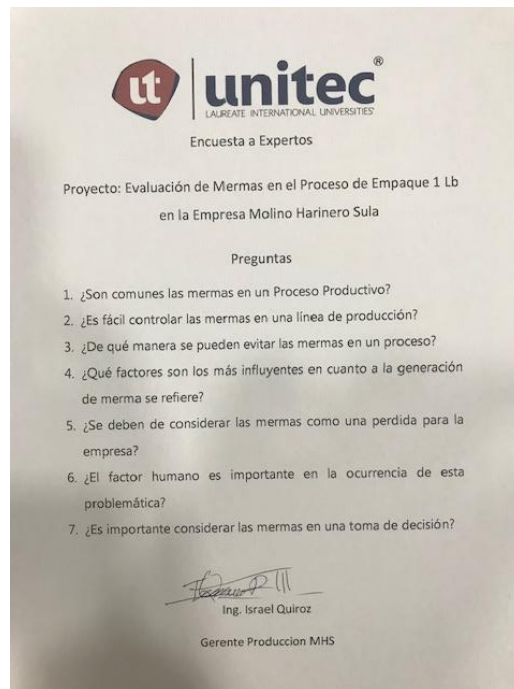 ut unitec®
LAUREATE INTERNATIONAL UNIVERSITIES
Encuesta a Expertos
Proyecto: Evaluación de Mermas en el Proceso de Empaque 1 Lb
en la Empresa Molino Harinero Sula
Preguntas
1. ¿Son comunes las mermas en un Proceso Productivo?
2. ¿Es fácil controlar las mermas en una línea de producción?
3. ¿De qué manera se pueden evitar las mermas en un proceso?
4. ¿Qué factores son los más influyentes en cuanto a la generación
de merma se refiere?
5. ¿Se deben de considerar las mermas como una perdida para la
empresa?
6. ¿El factor humano es importante en la ocurrencia de esta
problemática?
7. ¿Es importante considerar las mermas en una toma de decisión?
Ing. Israel Quiroz
Gerente Produccion MHS